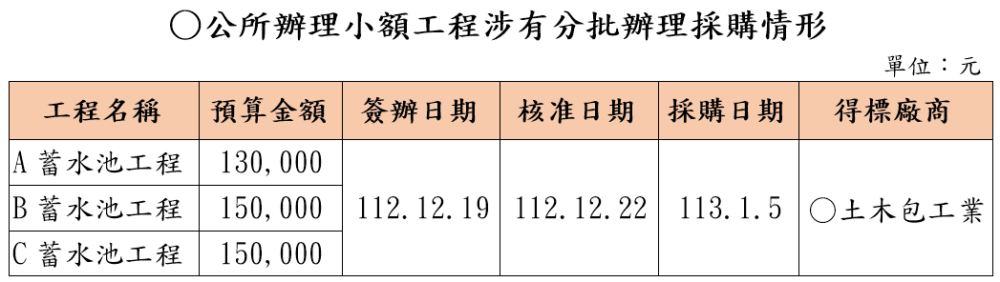 ○公所辦理小額工程涉有分批辦理採購情形
單位：元
工程名稱 預算金額 簽辦日期 核准日期 採購日期 得標廠商
A 蓄水池工程 130,000
B 蓄水池工程 150,000 112.12.19 112.12.22 113.1.5 ○土木包工業
C 蓄水池工程 150,000